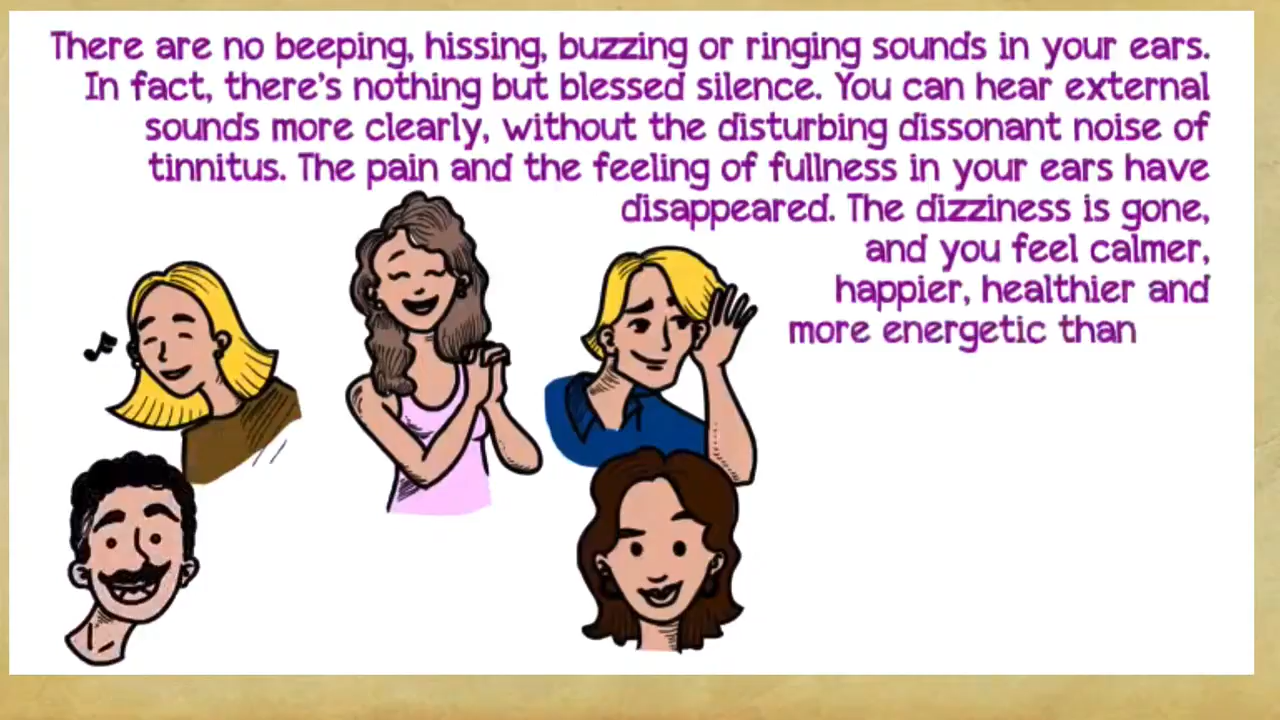 There are no beeping, hissing, buzzing or ringing sounds in your ears.
In fact, there's nothing but blessed silence. You can hear external
sounds more clearly, without the disturbing dissonant noise of
tinnitus. The pain and the feeling of fullness in your ears have
disappeared. The dizziness is gone,
and you feel calmer,
happier, healthier and
more energetic than